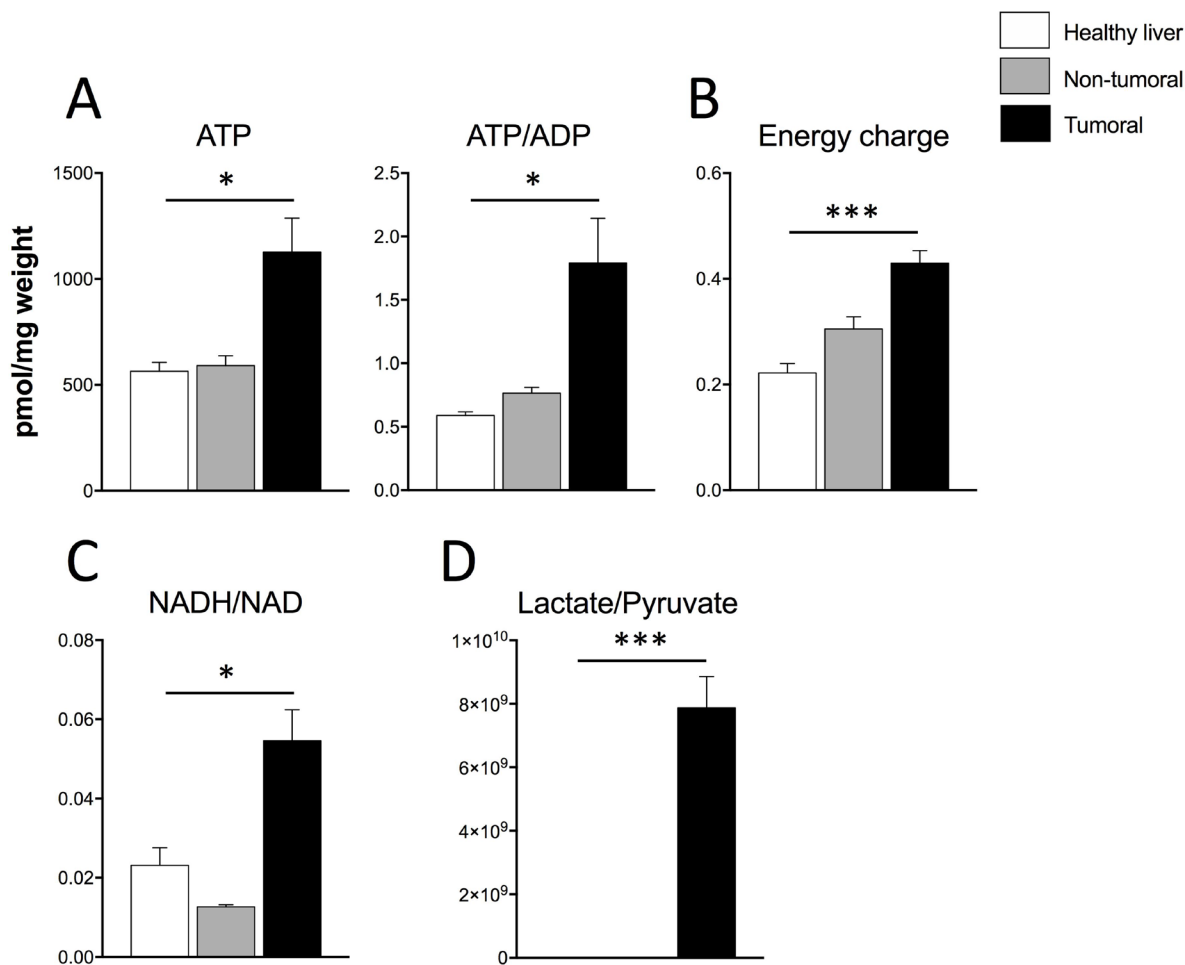 Healthy liver
Non-tumoral
Tumoral
A
B
ATP
ATP/ADP
Energy charge
pmol/mg weight
1500
1000
500
0
*
2.5
2.0
1.5
1.0
0.5
0.0
*
0.6
0.4
0.2
0.0
***
C
D
NADH/NAD
Lactate/Pyruvate
0.08
0.06
0.04
0.02
0.00
*
1×10¹⁰
8×10⁹
6×10⁹
4×10⁹
2×10⁹
0
***